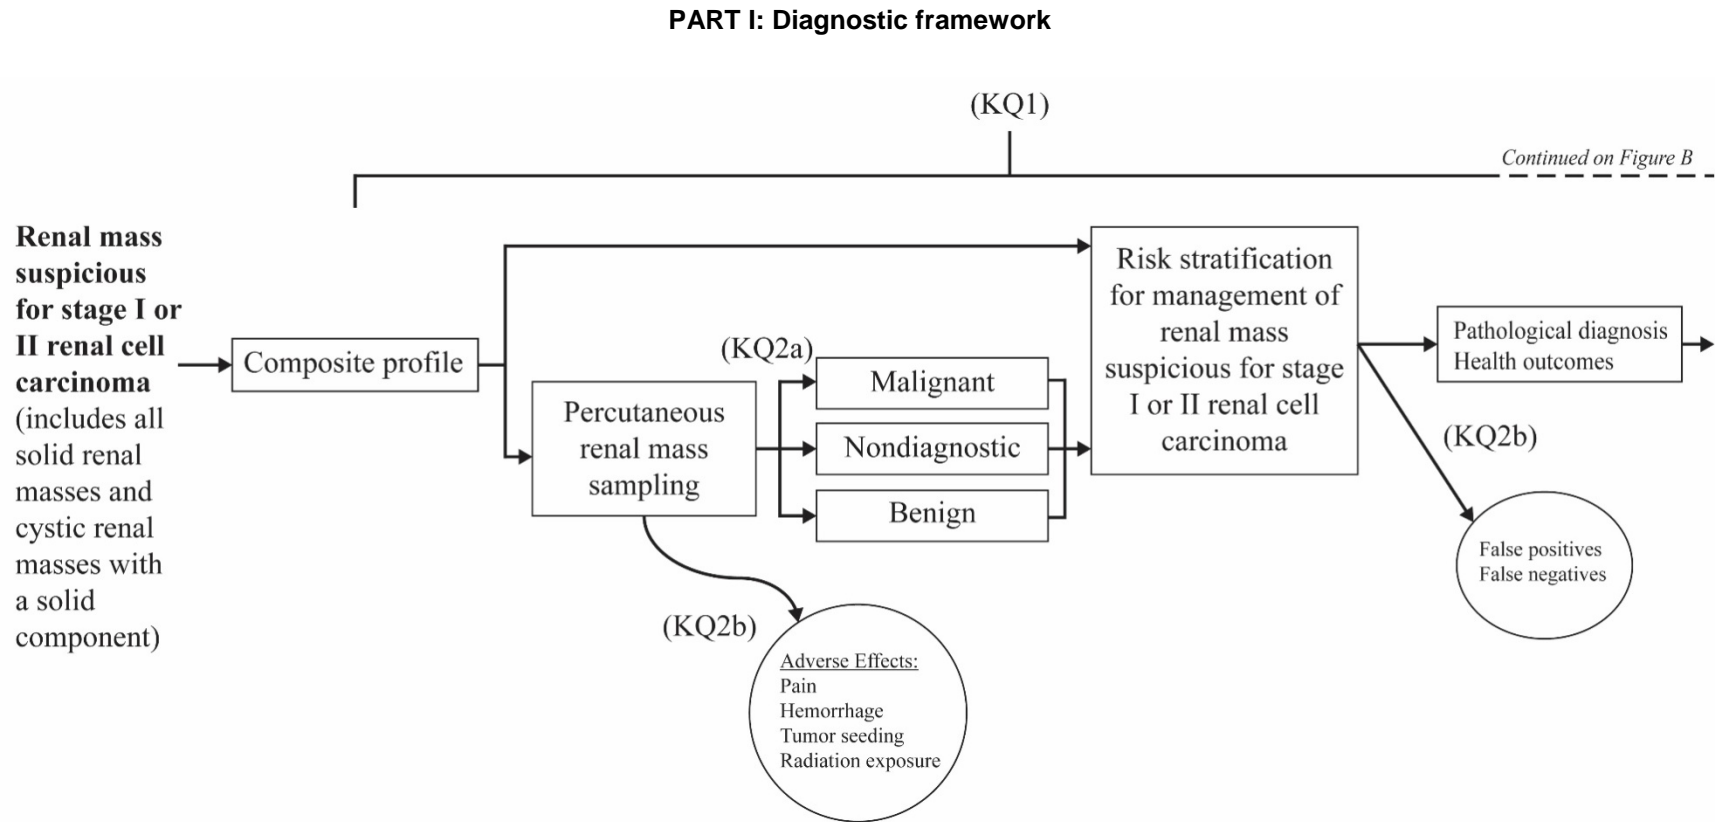 PART I: Diagnostic framework
(KQ1)
Continued on Figure B
Renal mass
suspicious
for stage I or
II renal cell
carcinoma
(includes all
solid renal
masses and
cystic renal
masses with
a solid
component)
Composite profile
Percutaneous
renal mass
sampling
(KQ2a)
Malignant
Nondiagnostic
Benign
Risk stratification
for management of
renal mass
suspicious for stage
I or II renal cell
carcinoma
Pathological diagnosis
Health outcomes
(KQ2b)
False positives
False negatives
(KQ2b)
Adverse Effects:
Pain
Hemorrhage
Tumor seeding
Radiation exposure